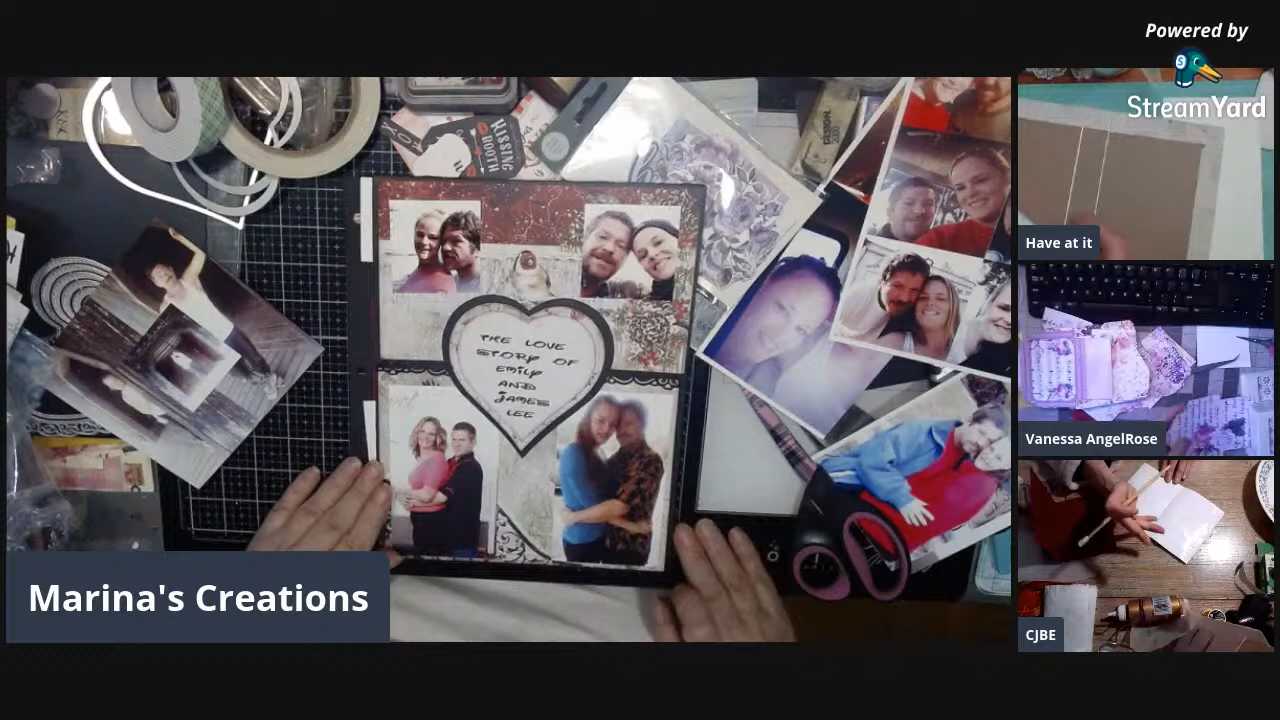 Powered by
StreamYard
KISSING
BOOTH
THE LOVE
STORY OF
EMILY
AND
JAMES
LEE
Have at it
Vanessa AngelRose
Marina's Creations
CJBE